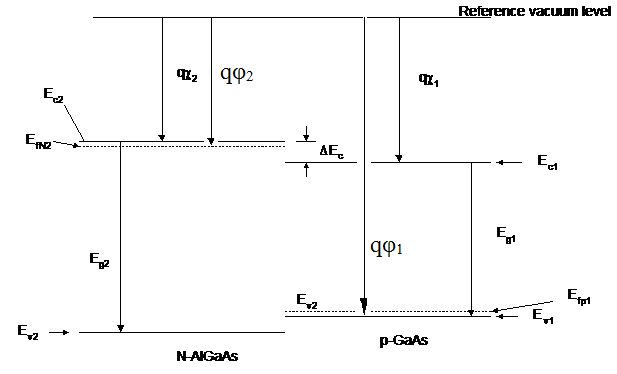 Reference vacuum level
qχ2
qφ2
qχ1
Ec2
EfN2
ΔEc
Ec1
Eg2
qφ1
Eg1
Ev2
Efp1
Ev2
Ev1
N-AlGaAs
p-GaAs